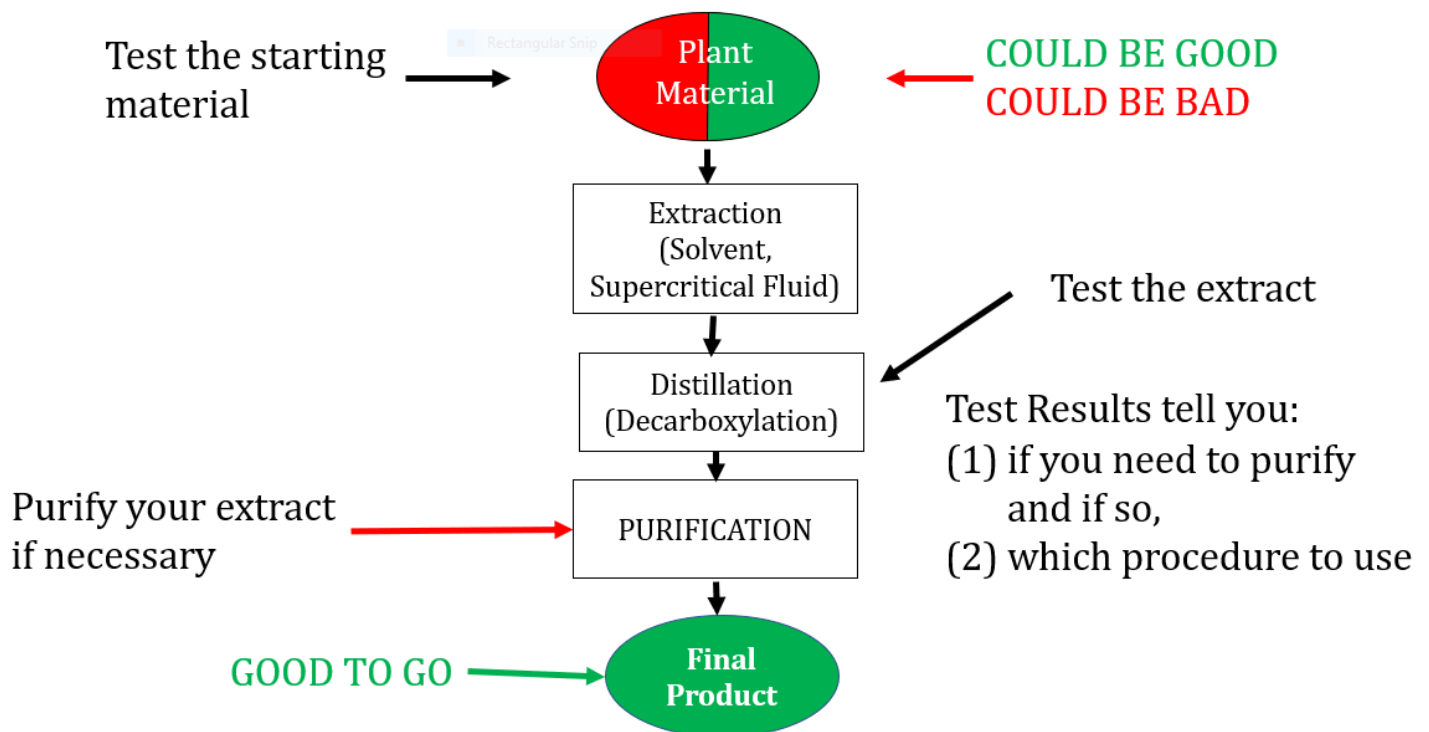 Test the starting
material
Rectangular Snip
Plant
Material
COULD BE GOOD
COULD BE BAD
Extraction
(Solvent,
Supercritical Fluid)
Test the extract
Distillation
(Decarboxylation)
Test Results tell you:
(1) if you need to purify
and if so,
(2) which procedure to use
Purify your extract
if necessary
PURIFICATION
GOOD TO GO
Final
Product